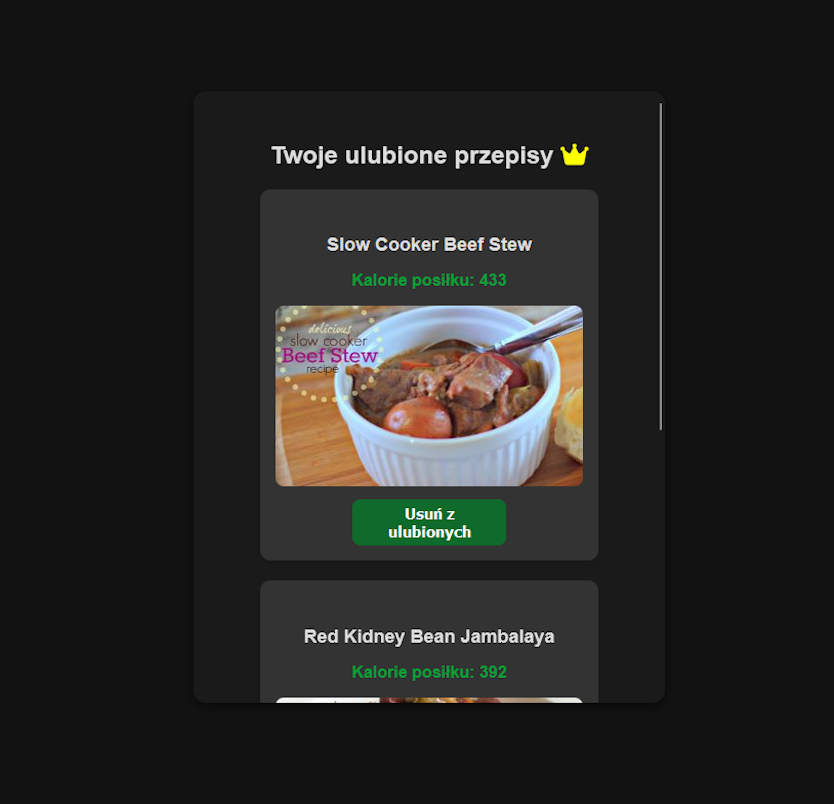 Twoje ulubione przepisy
Slow Cooker Beef Stew
Kalorie posiłku: 433
delicious
slow cooker
Beef Stew
recipe
Usuń z
ulubionych
Red Kidney Bean Jambalaya
Kalorie posiłku: 392